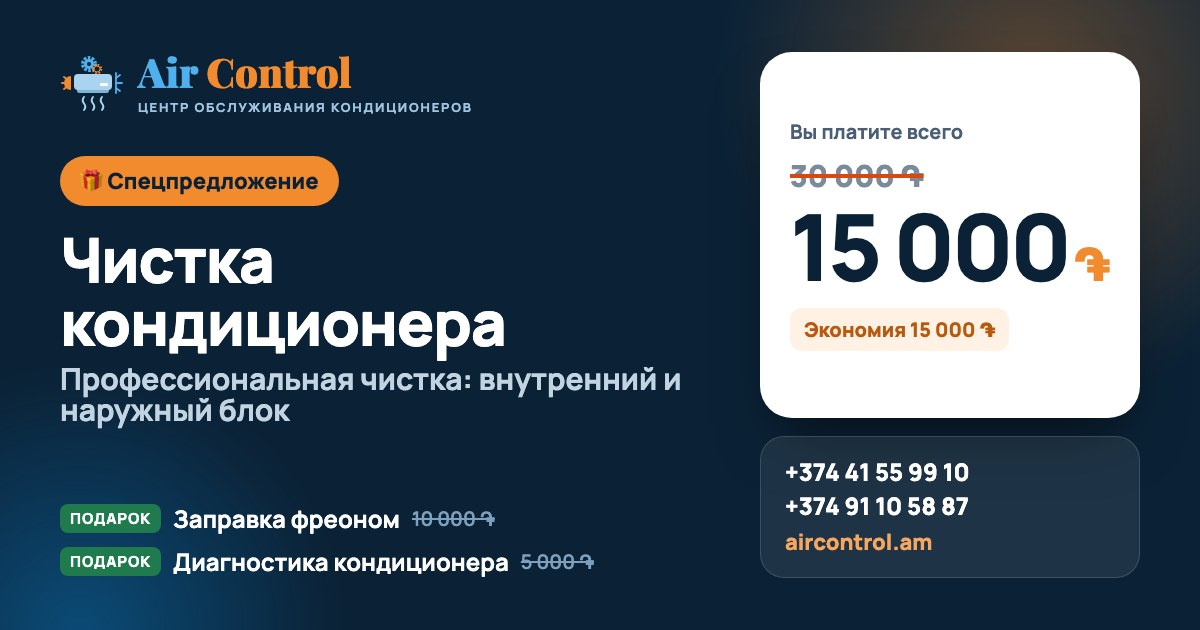 Air Control
ЦЕНТР ОБСЛУЖИВАНИЯ КОНДИЦИОНЕРОВ
Спецпредложение
Чистка
кондиционера
Профессиональная чистка: внутренний и
наружный блок
ПОДАРОК Заправка фреоном 10 000 ֏
ПОДАРОК Диагностика кондиционера 5 000 ֏
Вы платите всего
30 000 ֏
15 000 ֏
Экономия 15 000 ֏
+374 41 55 99 10
+374 91 10 58 87
aircontrol.am